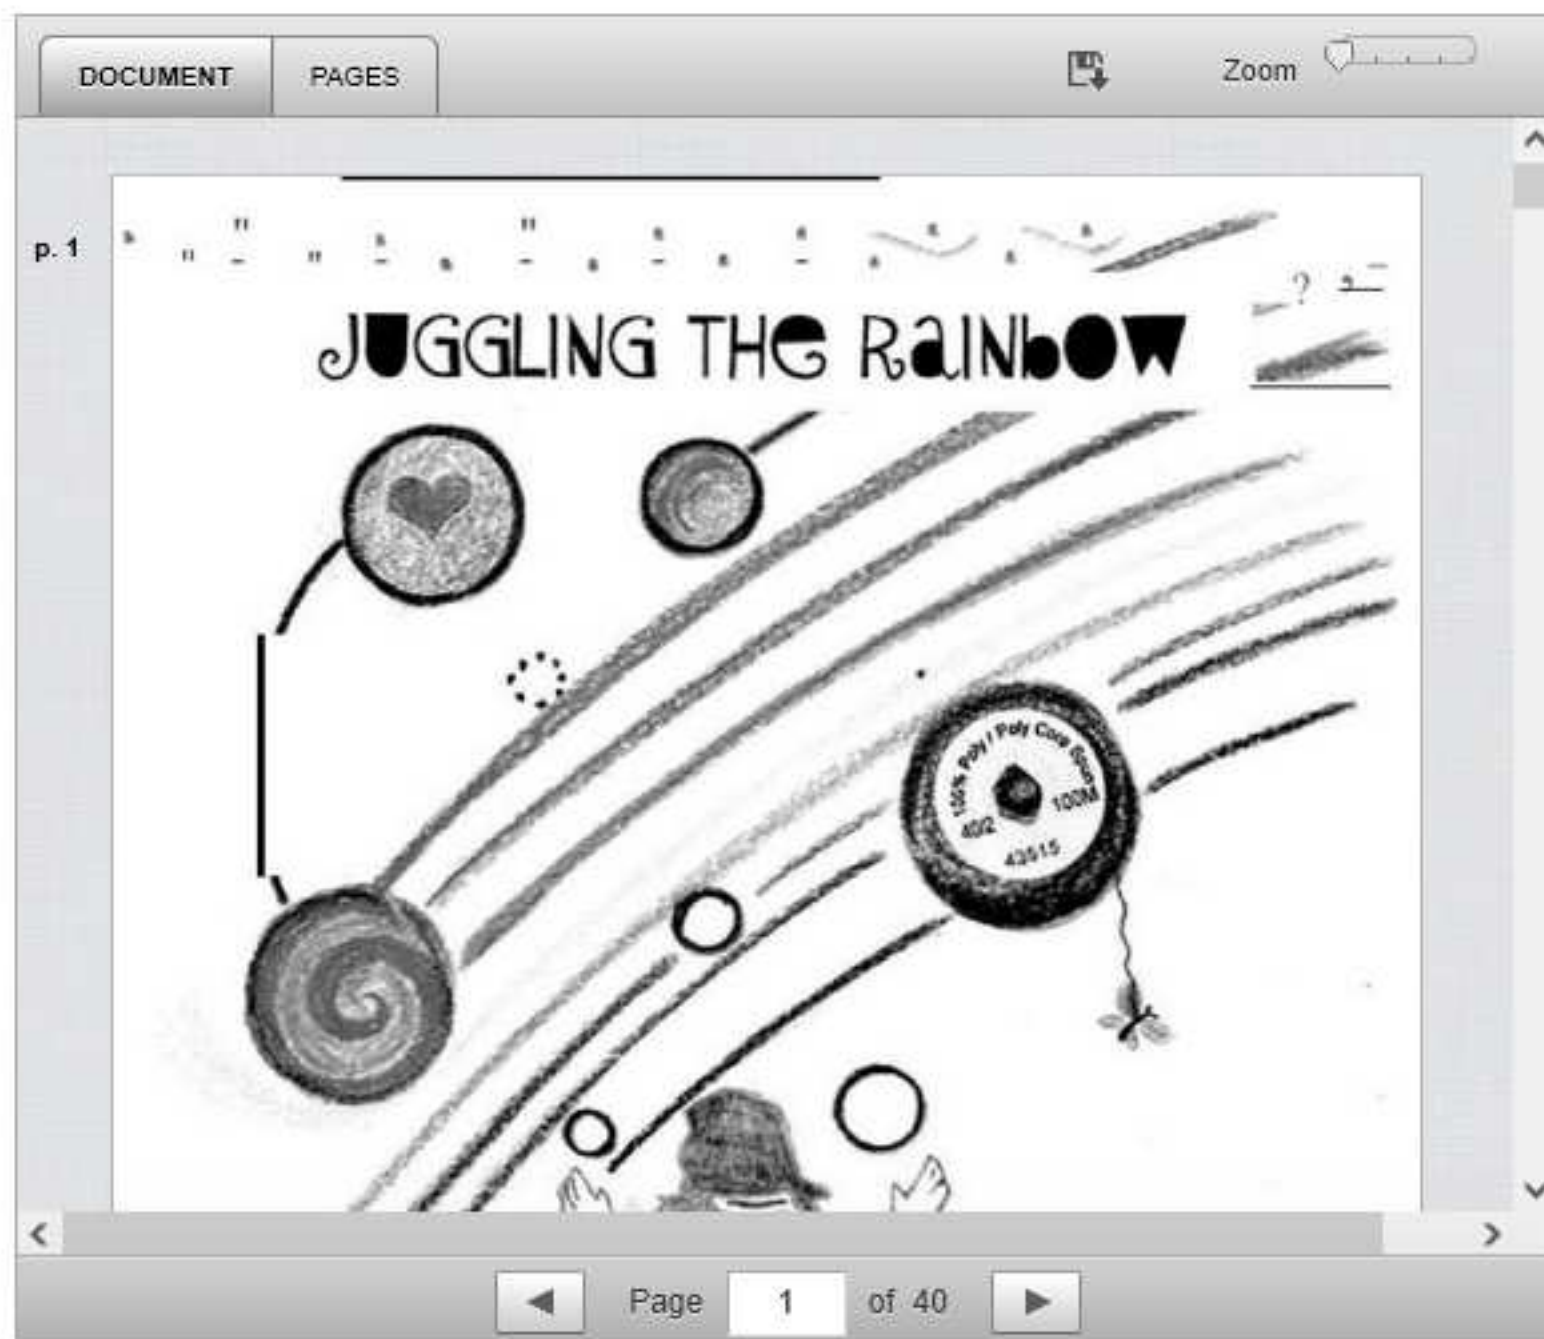 DOCUMENT PAGES Zoom
p. 1
?
JUGGLING THE RAINBOW
100% Poly / Poly Core
100M
40/2
43515
Page 1 of 40